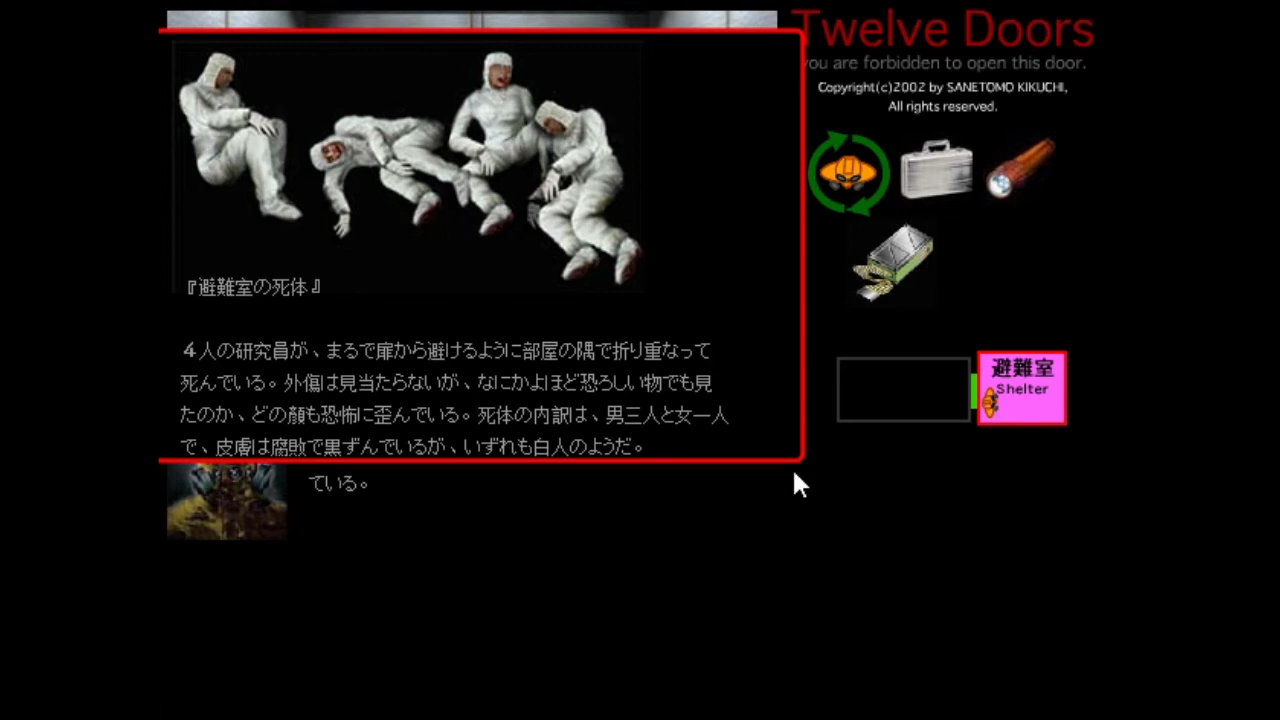 Twelve Doors
you are forbidden to open this door.
Copyright(c)2002 by SANETOMO KIKUCHI,
All rights reserved.
『避難室の死体』
４人の研究員が、まるで扉から避けるように部屋の隅で折り重なって
死んでいる。外傷は見当たらないが、なにかよほど恐ろしい物でも見
たのか、どの顔も恐怖に歪んでいる。死体の内訳は、男三人と女一人
で、皮膚は腐敗で黒ずんでいるが、いずれも白人のようだ。
ている。
避難室
Shelter